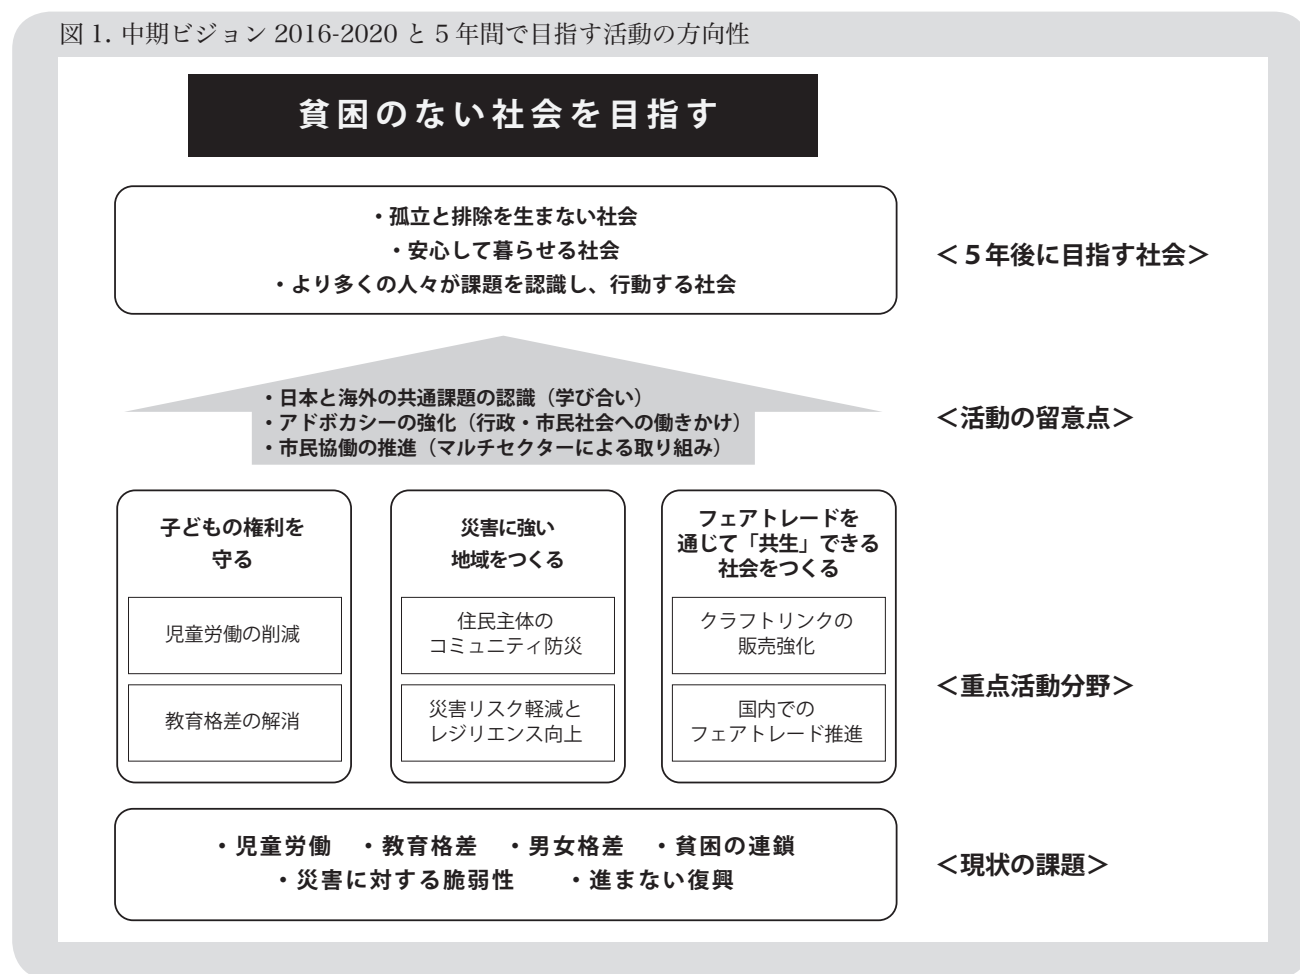 図 1. 中期ビジョン 2016-2020 と 5 年間で目指す活動の方向性
貧困のない社会を目指す
・孤立と排除を生まない社会
・安心して暮らせる社会
・より多くの人々が課題を認識し、行動する社会
＜５年後に目指す社会＞
・日本と海外の共通課題の認識（学び合い）
・アドボカシーの強化（行政・市民社会への働きかけ）
・市民協働の推進（マルチセクターによる取り組み）
＜活動の留意点＞
子どもの権利を
守る
児童労働の削減
教育格差の解消
災害に強い
地域をつくる
住民主体の
コミュニティ防災
災害リスク軽減と
レジリエンス向上
フェアトレードを
通じて「共生」できる
社会をつくる
クラフトリンクの
販売強化
国内での
フェアトレード推進
＜重点活動分野＞
・児童労働　・教育格差　・男女格差　・貧困の連鎖
・災害に対する脆弱性　・進まない復興
＜現状の課題＞